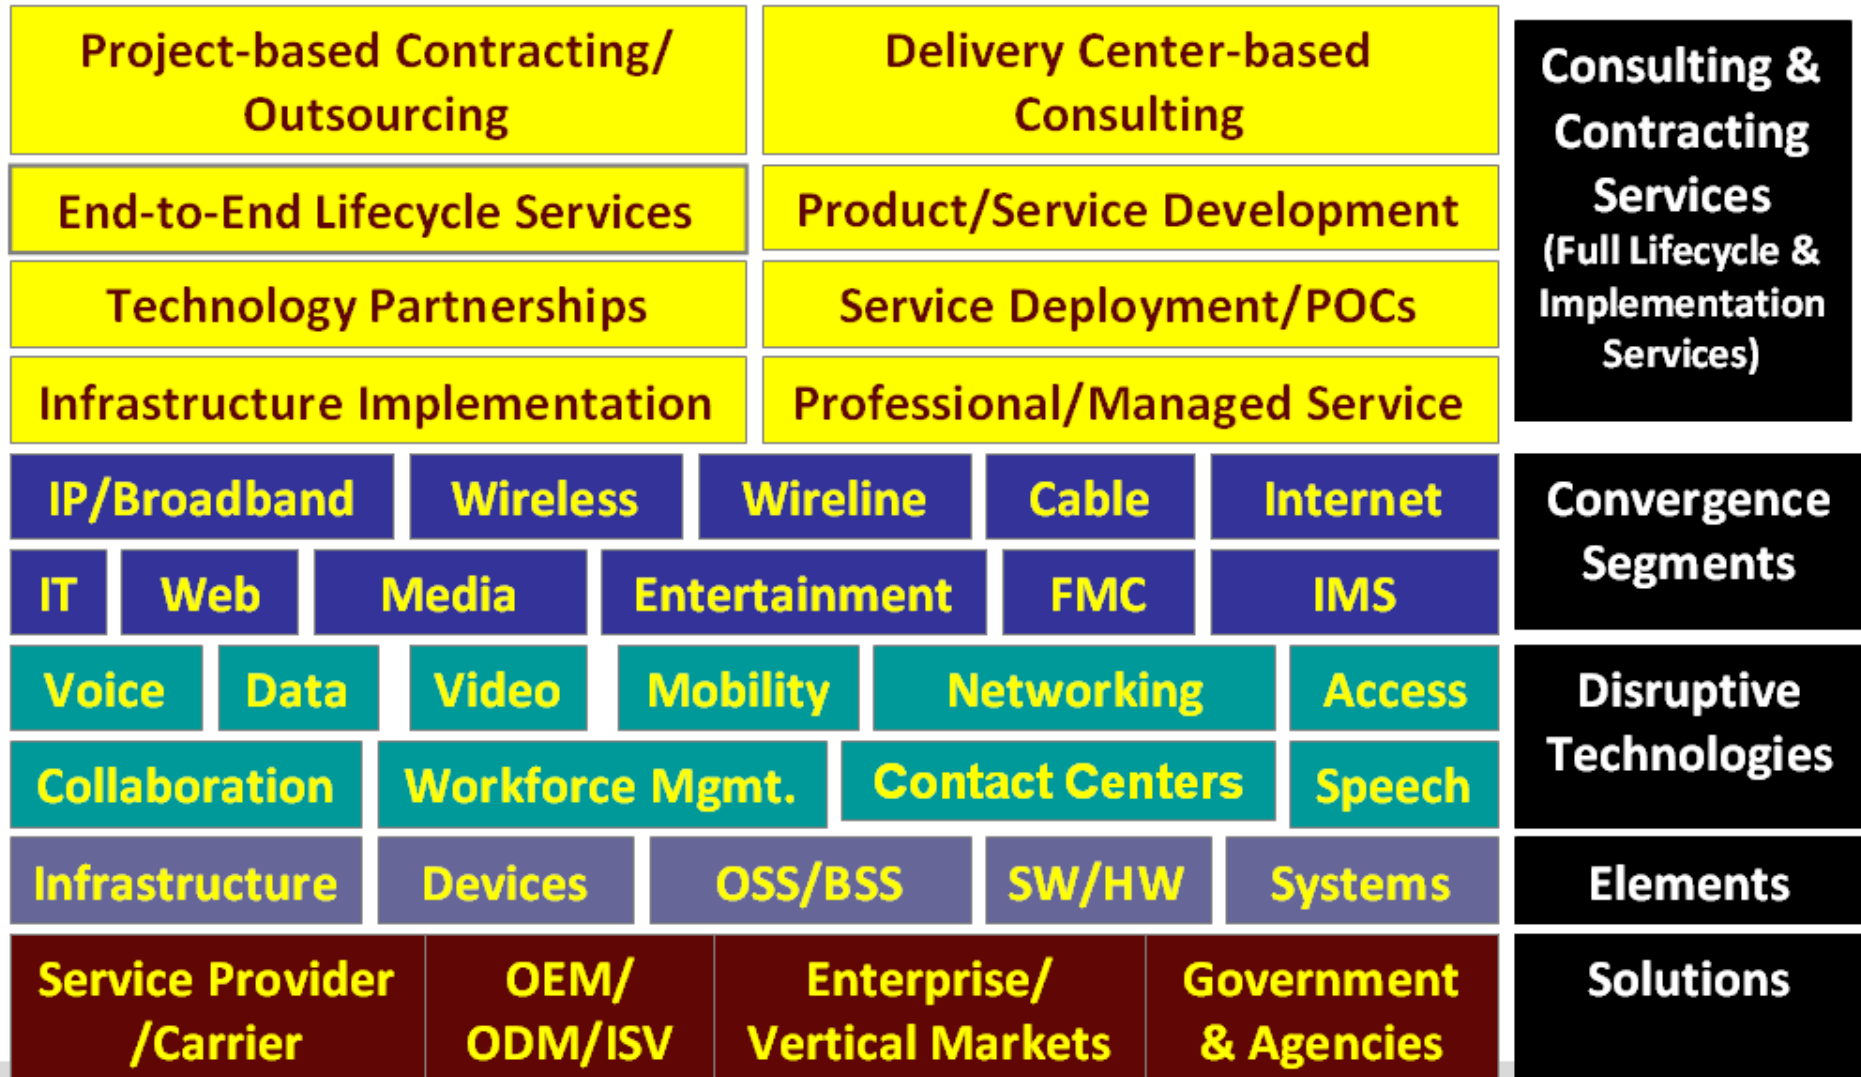 Project-based Contracting/
Outsourcing
Delivery Center-based
Consulting
End-to-End Lifecycle Services
Product/Service Development
Technology Partnerships
Service Deployment/POCs
Infrastructure Implementation
Professional/Managed Service
Consulting &
Contracting
Services
(Full Lifecycle &
Implementation
Services)
IP/Broadband
Wireless
Wireline
Cable
Internet
IT
Web
Media
Entertainment
FMC
IMS
Convergence
Segments
Voice
Data
Video
Mobility
Networking
Access
Collaboration
Workforce Mgmt.
Contact Centers
Speech
Disruptive
Technologies
Infrastructure
Devices
OSS/BSS
SW/HW
Systems
Elements
Service Provider
/Carrier
OEM/
ODM/ISV
Enterprise/
Vertical Markets
Government
& Agencies
Solutions